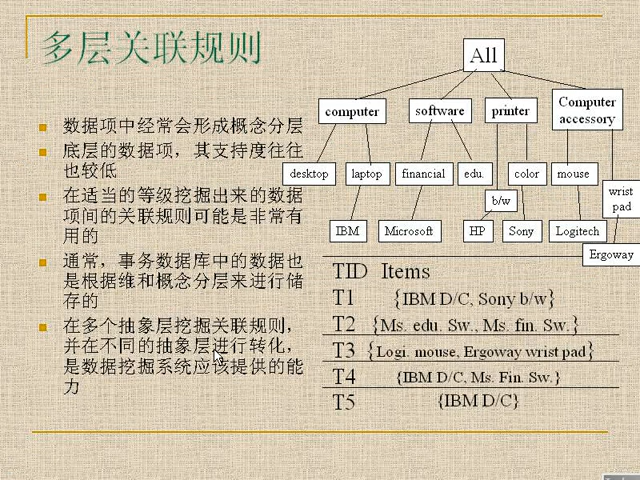 多层关联规则
数据项中经常会形成概念分层
底层的数据项，其支持度往往
也较低
在适当的等级挖掘出来的数据
项间的关联规则可能是非常有
用的
通常，事务数据库中的数据也
是根据维和概念分层来进行储
存的
在多个抽象层挖掘关联规则，
并在不同的抽象层进行转化，
是数据挖掘系统应该提供的能
力
All
computer
software
printer
Computer
accessory
desktop
laptop
financial
edu.
color
mouse
b/w
wrist
pad
IBM
Microsoft
HP
Sony
Logitech
Ergoway
TID Items
T1 {IBM D/C, Sony b/w}
T2 {Ms. edu. Sw., Ms. fin. Sw.}
T3 {Logi. mouse, Ergoway wrist pad}
T4 {IBM D/C, Ms. Fin. Sw.}
T5 {IBM D/C}